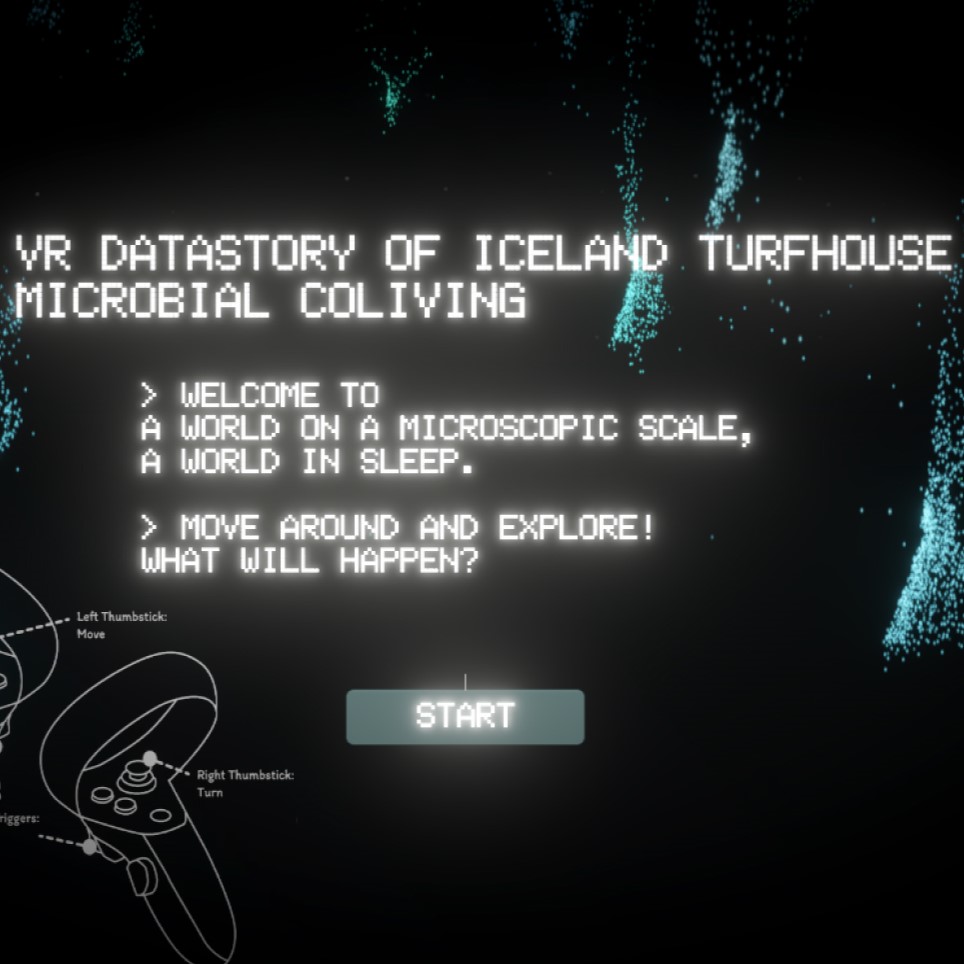 VR DATASTORY OF ICELAND TURFHOUSE
MICROBIAL COLIVING
> WELCOME TO
A WORLD ON A MICROSCOPIC SCALE,
A WORLD IN SLEEP.
> MOVE AROUND AND EXPLORE!
WHAT WILL HAPPEN?
Left Thumbstick:
Move
START
Right Thumbstick:
Turn